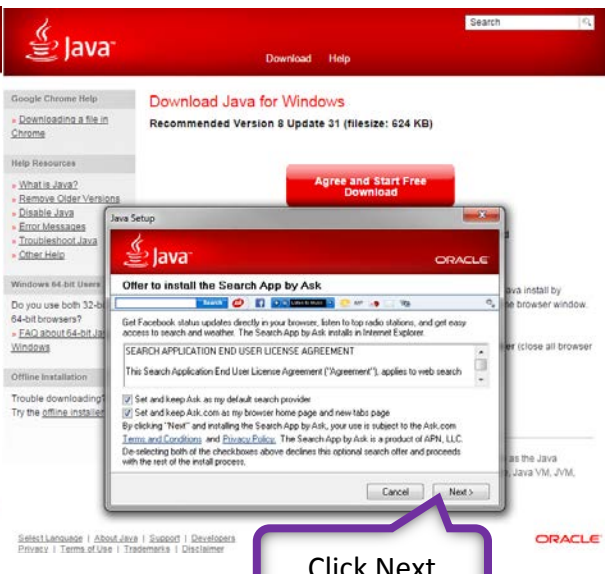 Search
Java
Download Help
Google Chrome Help
» Downloading a file in
Chrome
Help Resources
» What is Java?
» Remove Older Versions
» Disable Java
» Error Messages
» Troubleshoot Java
» Other Help
Windows 64-bit Users
Do you use both 32-bi
64-bit browsers?
» FAQ about 64-bit Jav
Windows
Offline Installation
Trouble downloading?
Try the offline installer
Download Java for Windows
Recommended Version 8 Update 31 (filesize: 624 KB)
Agree and Start Free
Download
ava install by
e browser window.
er (close all browser
as the Java
, Java VM, JVM,
Java Setup
Java
ORACLE
Offer to install the Search App by Ask
Search
Get Facebook status updates directly in your browser, listen to top radio stations, and get easy
access to search and weather. The Search App by Ask installs in Internet Explorer.
SEARCH APPLICATION END USER LICENSE AGREEMENT
This Search Application End User License Agreement ("Agreement"), applies to web search
Set and keep Ask as my default search provider
Set and keep Ask.com as my browser home page and new tabs page
By clicking "Next" and installing the Search App by Ask, your use is subject to the Ask.com
Terms and Conditions and Privacy Policy. The Search App by Ask is a product of APN, LLC.
De-selecting both of the checkboxes above declines this optional search offer and proceeds
with the rest of the install process.
Cancel Next >
Select Language | About Java | Support | Developers
Privacy | Terms of Use | Trademarks | Disclaimer
ORACLE
Click Next